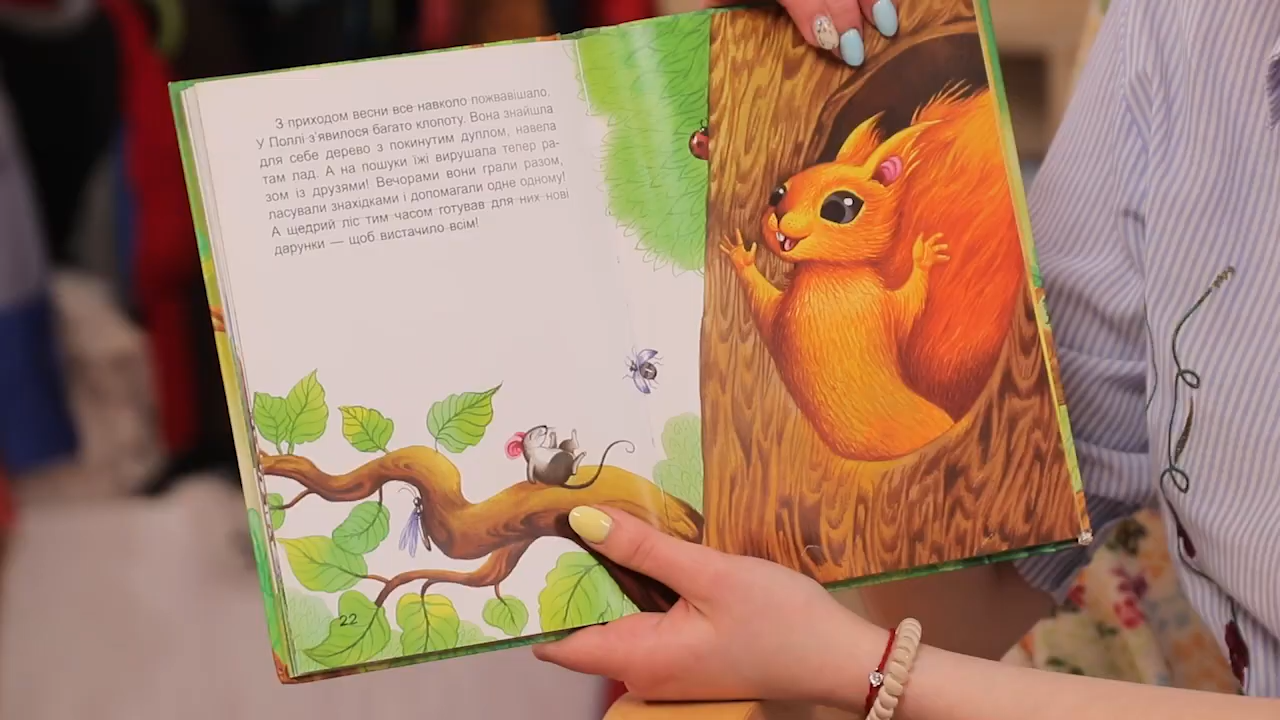 З приходом весни все навколо пожвавішало.
У Поллі з'явилося багато клопоту. Вона знайшла
для себе дерево з покинутим дуплом, навела
там лад. А на пошуки їжі вирушала тепер ра-
зом із друзями! Вечорами вони грали разом,
ласували знахідками і допомагали одне одному!
А щедрий ліс тим часом готував для них нові
дарунки — щоб вистачило всім!
22